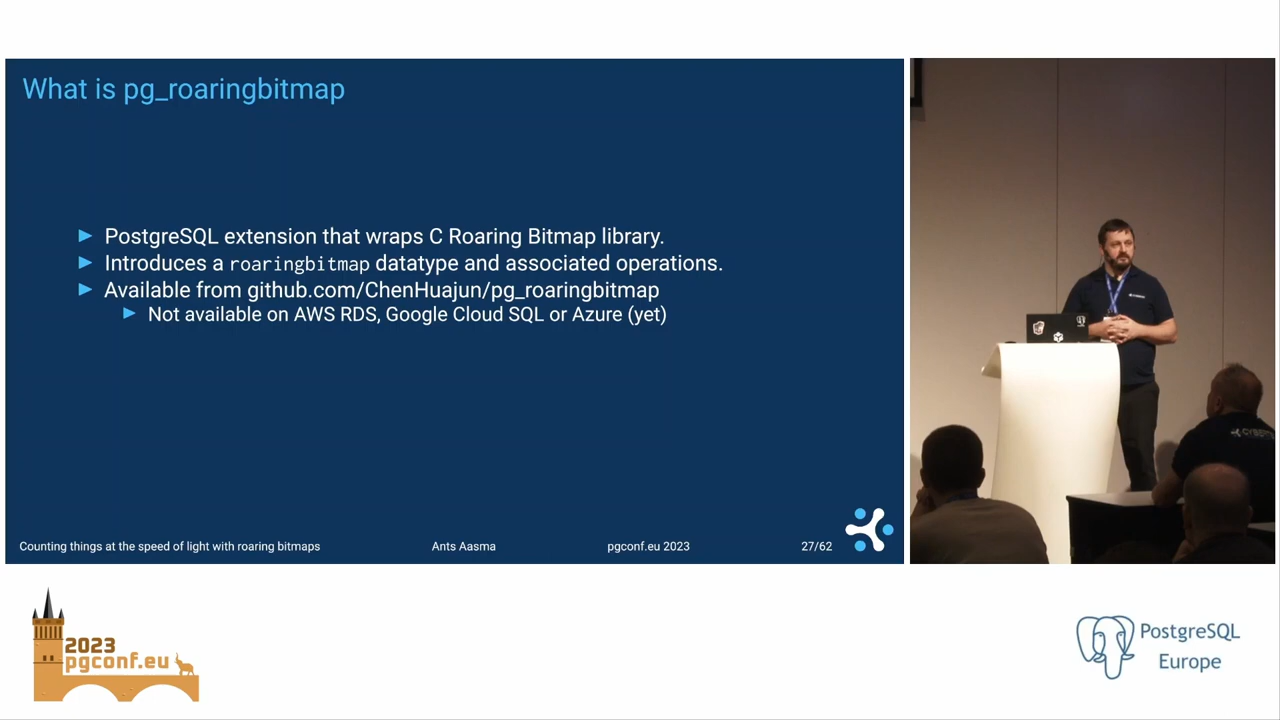 What is pg_roaringbitmap
PostgreSQL extension that wraps C Roaring Bitmap library.
Introduces a roaringbitmap datatype and associated operations.
Available from github.com/ChenHuajun/pg_roaringbitmap
Not available on AWS RDS, Google Cloud SQL or Azure (yet)
Counting things at the speed of light with roaring bitmaps
Ants Aasma
pgconf.eu 2023
27/62
2023
pgconf.eu
PostgreSQL
Europe